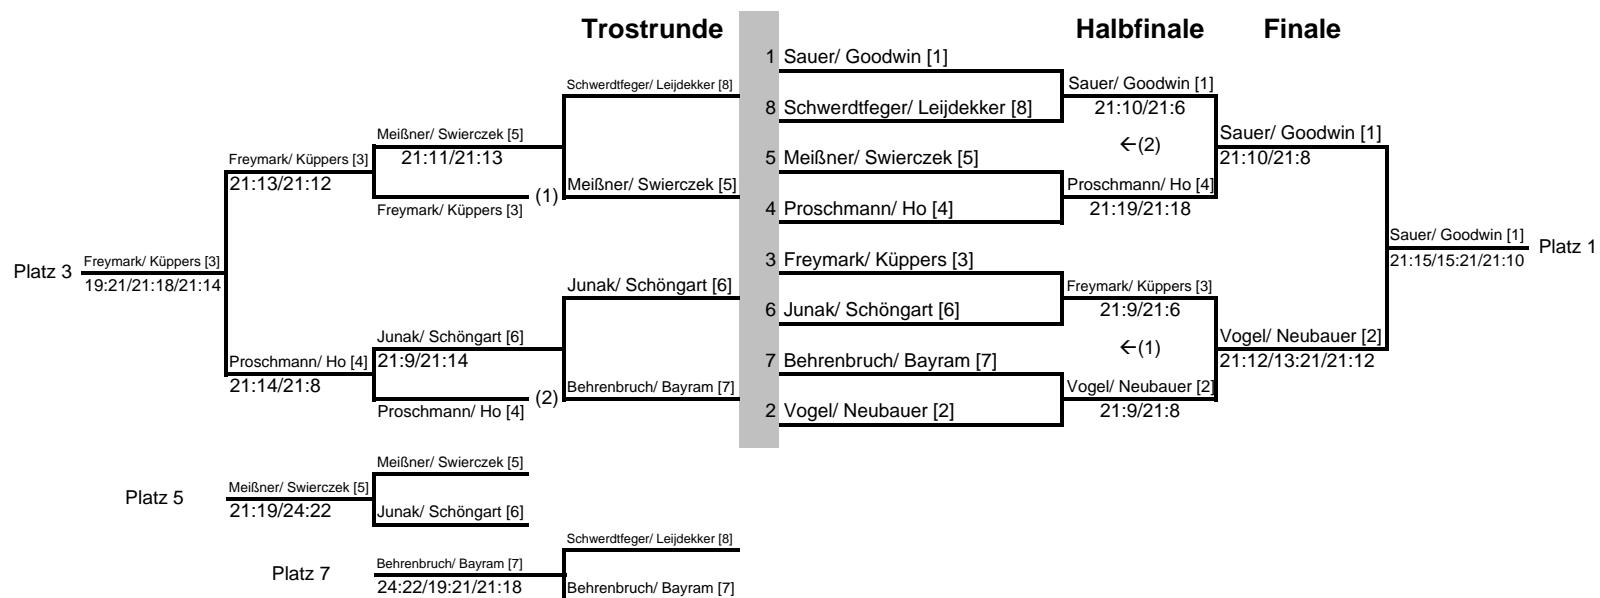 Trostrunde Halbfinale Finale
1 Sauer/ Goodwin [1]
Schwerdtfeger/ Leijdekker [8] Sauer/ Goodwin [1]
8 Schwerdtfeger/ Leijdekker [8] 21:10/21:6
Meißner/ Swierczek [5] Sauer/ Goodwin [1]
Freymark/ Küppers [3] 21:11/21:13 5 Meißner/ Swierczek [5] ←(2) 21:10/21:8
21:13/21:12 (1) Meißner/ Swierczek [5] Proschmann/ Ho [4]
Freymark/ Küppers [3] 4 Proschmann/ Ho [4] 21:19/21:18
Sauer/ Goodwin [1] Platz 1
Platz 3 Freymark/ Küppers [3] 3 Freymark/ Küppers [3] 21:15/15:21/21:10
19:21/21:18/21:14 Junak/ Schöngart [6] Freymark/ Küppers [3]
6 Junak/ Schöngart [6] 21:9/21:6
Junak/ Schöngart [6] Vogel/ Neubauer [2]
Proschmann/ Ho [4] 21:9/21:14 7 Behrenbruch/ Bayram [7] ←(1) 21:12/13:21/21:12
21:14/21:8 (2) Behrenbruch/ Bayram [7] Vogel/ Neubauer [2]
Proschmann/ Ho [4] 2 Vogel/ Neubauer [2] 21:9/21:8
Meißner/ Swierczek [5]
Platz 5 Meißner/ Swierczek [5]
21:19/24:22 Junak/ Schöngart [6]
Schwerdtfeger/ Leijdekker [8]
Platz 7 Behrenbruch/ Bayram [7]
24:22/19:21/21:18 Behrenbruch/ Bayram [7]